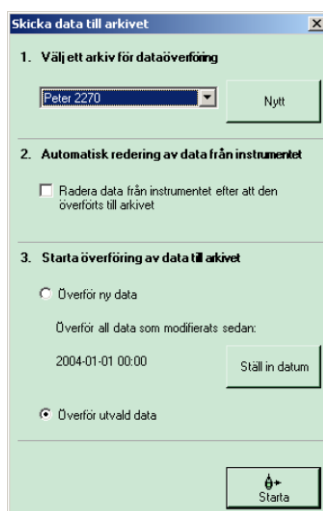 Skicka data till arkivet
1. Välj ett arkiv för dataöverföring
Peter 2270
Nytt
2. Automatisk redering av data från instrumentet
Radera data från instrumentet efter att den
överförts till arkivet
3. Starta överföring av data till arkivet
Överför ny data
Överför all data som modifierats sedan:
2004-01-01 00:00
Ställ in datum
Överför utvald data
Starta